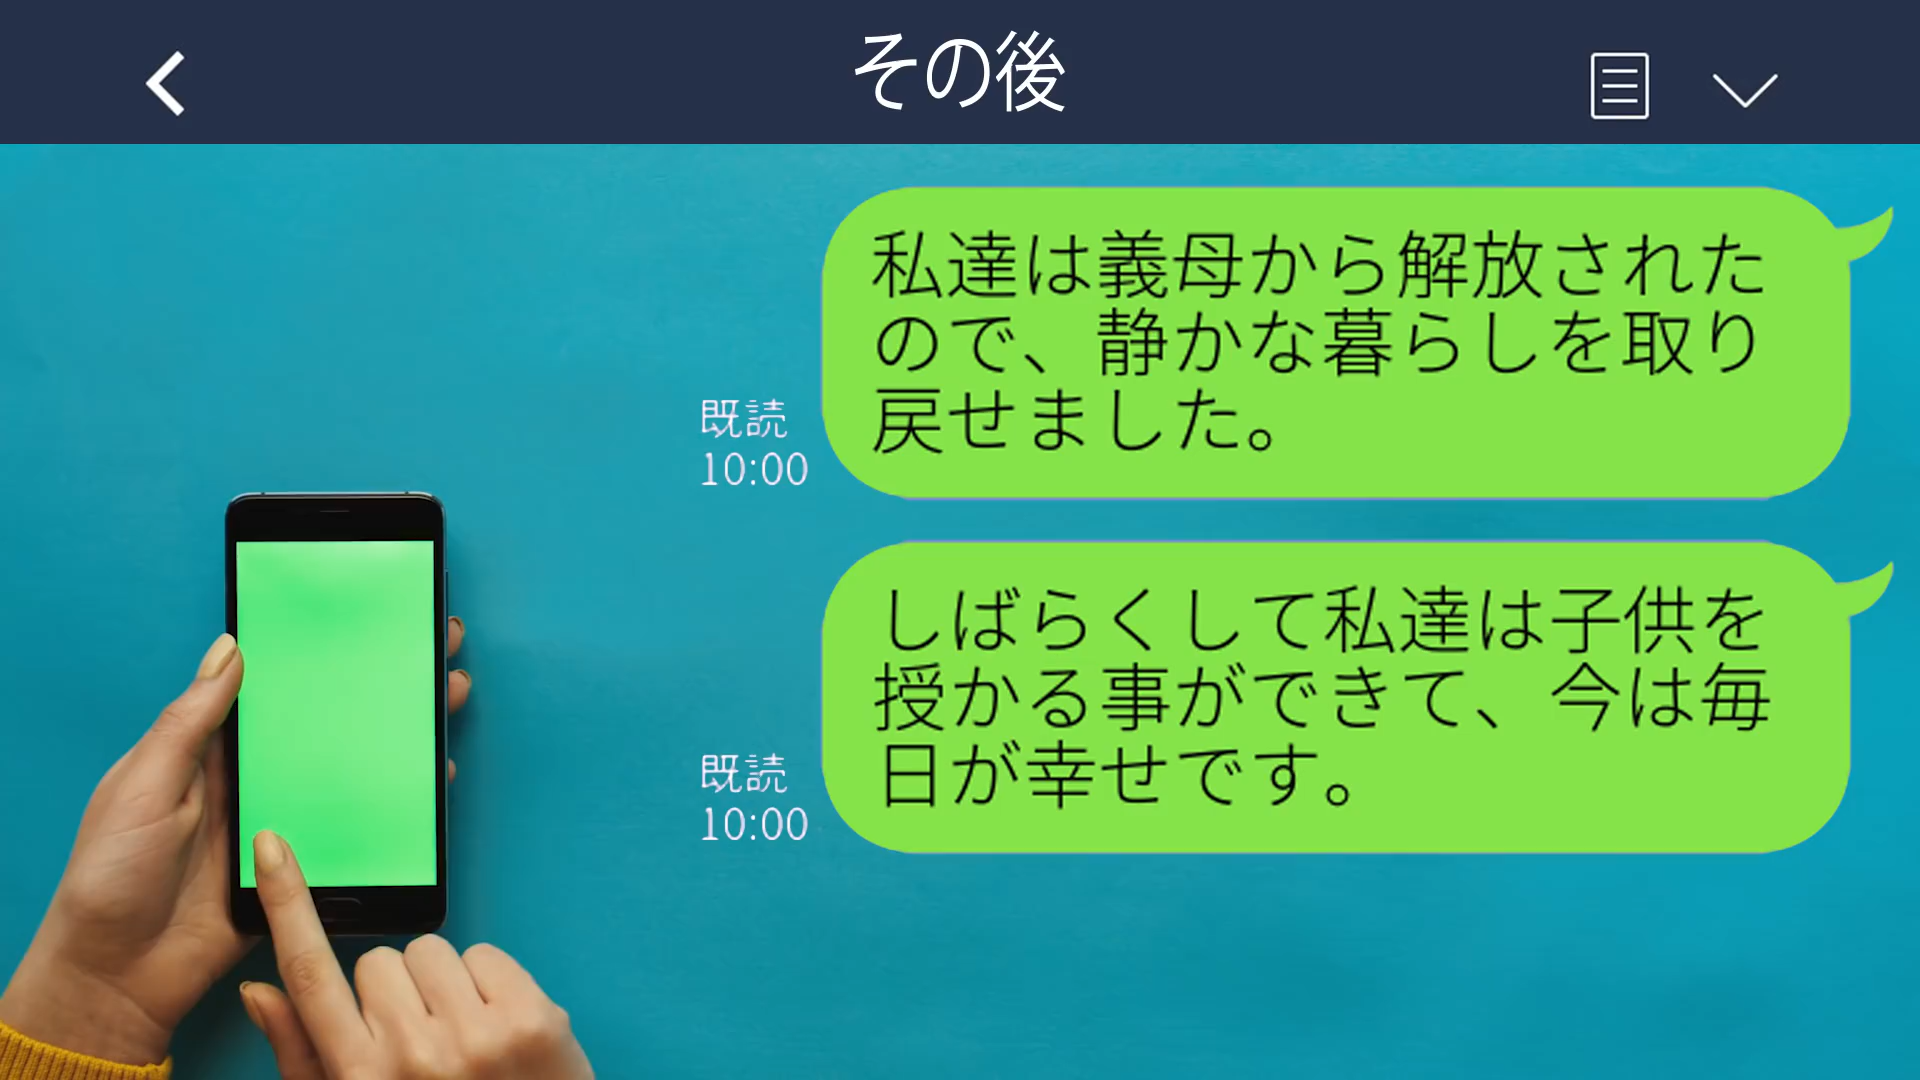 その後
私達は義母から解放された
ので、静かな暮らしを取り
戻せました。
既読
10:00
しばらくして私達は子供を
授かる事ができて、今は毎
日が幸せです。
既読
10:00